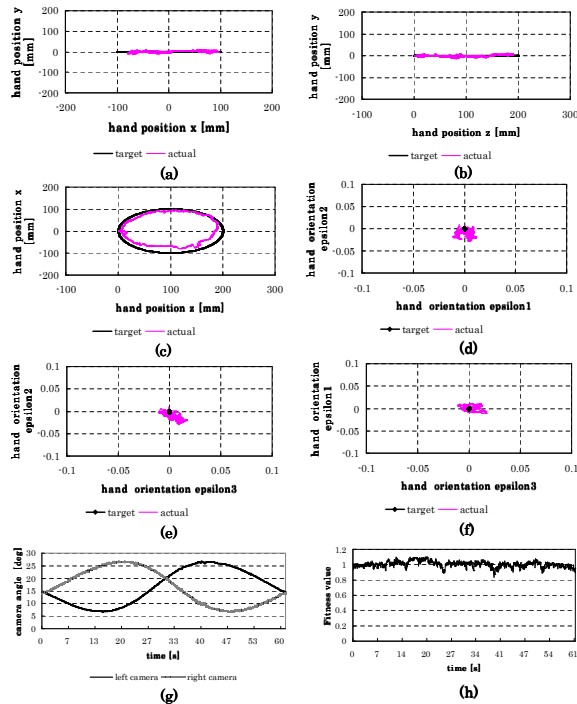 hand position y
[mm]
200
100
0
-100
-200
-200
-100
0
100
200
hand position x [mm]
target
actual
(a)
hand position y
[mm]
200
100
0
-100
-200
-100
0
100
200
300
hand position z [mm]
target
actual
(b)
hand position x
[mm]
200
100
0
-100
-200
-100
0
100
200
300
hand position z [mm]
target
actual
(c)
hand orientation
epsilon2
0.1
0.05
0
-0.05
-0.1
-0.1
-0.05
0
0.05
0.1
hand orientation epsilon1
target
actual
(d)
hand orientation
epsilon2
0.1
0.05
0
-0.05
-0.1
-0.1
-0.05
0
0.05
0.1
hand orientation epsilon3
target
actual
(e)
hand orientation
epsilon1
0.1
0.05
0
-0.05
-0.1
-0.1
-0.05
0
0.05
0.1
hand orientation epsilon3
target
actual
(f)
camera angle [deg]
30
25
20
15
10
5
0
0 7 15 22 30 33 40 47 53 60
time [s]
left camera
right camera
(g)
Fitness value
1.2
1
0.8
0.6
0.4
0.2
0
0 7 14 20 27 34 41 48 54 61
time [s]
(h)